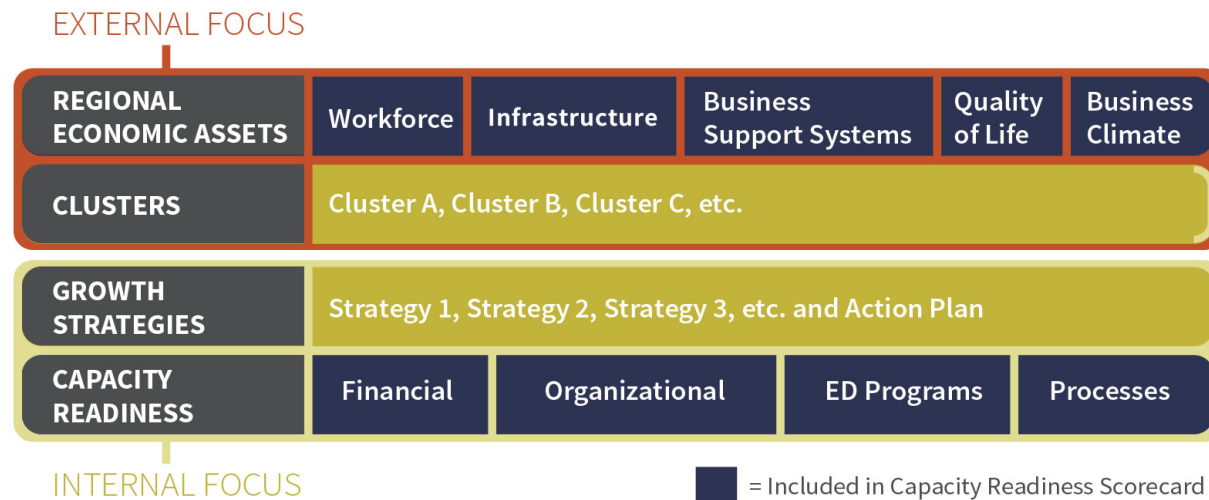 EXTERNAL FOCUS
REGIONAL
ECONOMIC ASSETS
Workforce
Infrastructure
Business
Support Systems
Quality
of Life
Business
Climate
CLUSTERS
Cluster A, Cluster B, Cluster C, etc.
GROWTH
STRATEGIES
Strategy 1, Strategy 2, Strategy 3, etc. and Action Plan
CAPACITY
READINESS
Financial
Organizational
ED Programs
Processes
INTERNAL FOCUS
= Included in Capacity Readiness Scorecard